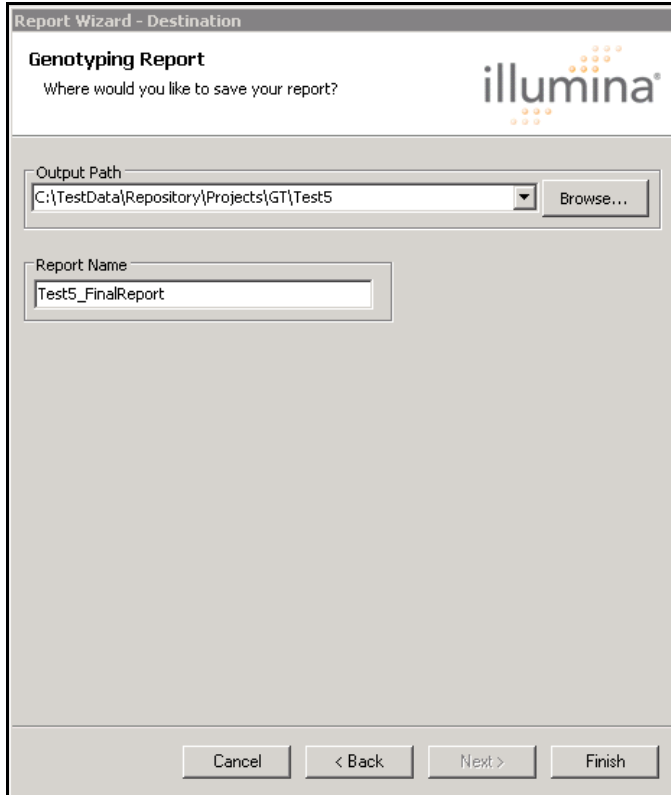 Report Wizard - Destination
Genotyping Report
Where would you like to save your report?
illumina®
Output Path
C:\TestData\Repository\Projects\GT\Test5
Browse...
Report Name
Test5_FinalReport
Cancel
< Back
Next >
Finish